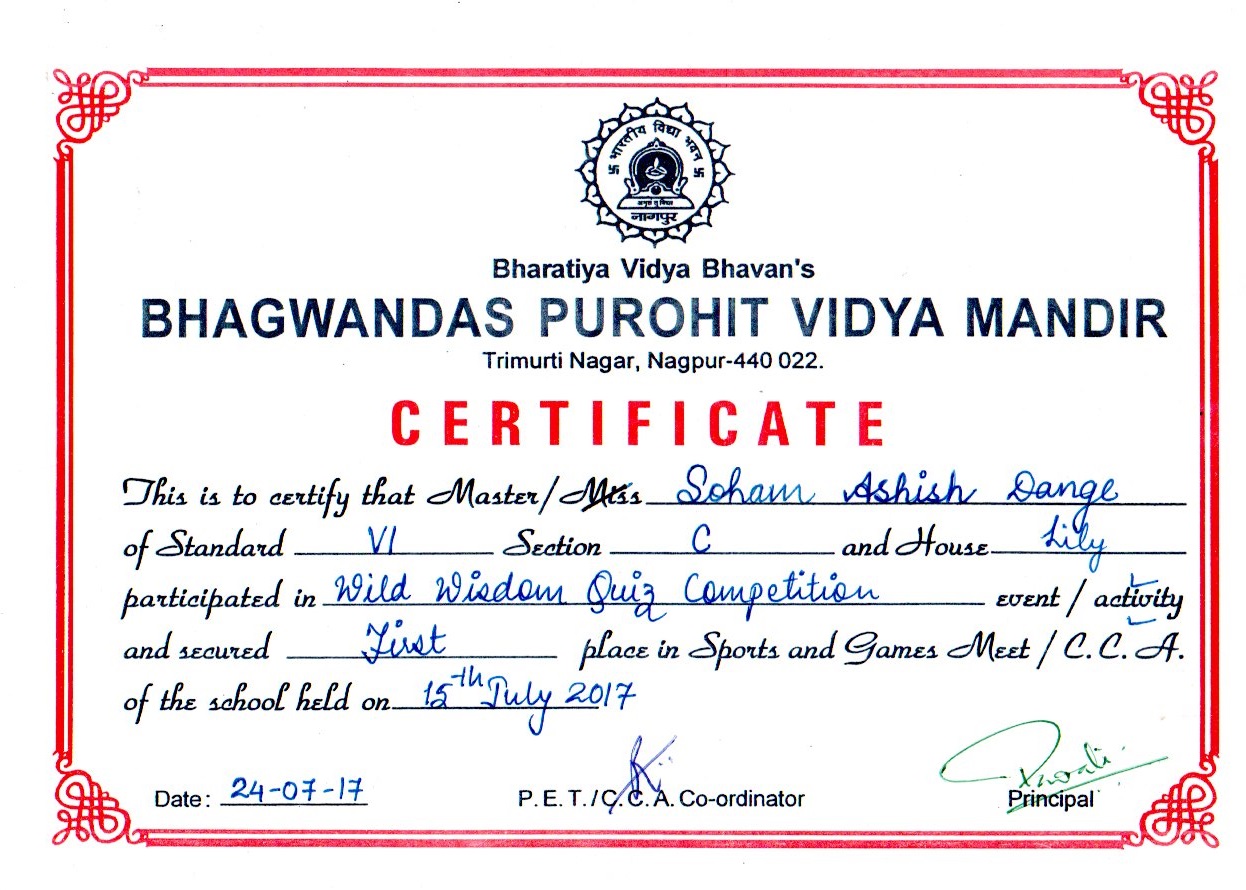 भारतीय विद्या भवन
अमृतं तु विद्या
नागपुर
Bharatiya Vidya Bhavan's
BHAGWANDAS PUROHIT VIDYA MANDIR
Trimurti Nagar, Nagpur-440 022.
CERTIFICATE
This is to certify that Master/Miss Soham Ashish Dange
of Standard VI Section C and House Lily
participated in Wild Wisdom Quiz Competition event / activity
and secured First place in Sports and Games Meet / C.C.A.
of the school held on 15th July 2017
Date: 24-07-17 P.E.T./C.C.A. Co-ordinator Principal